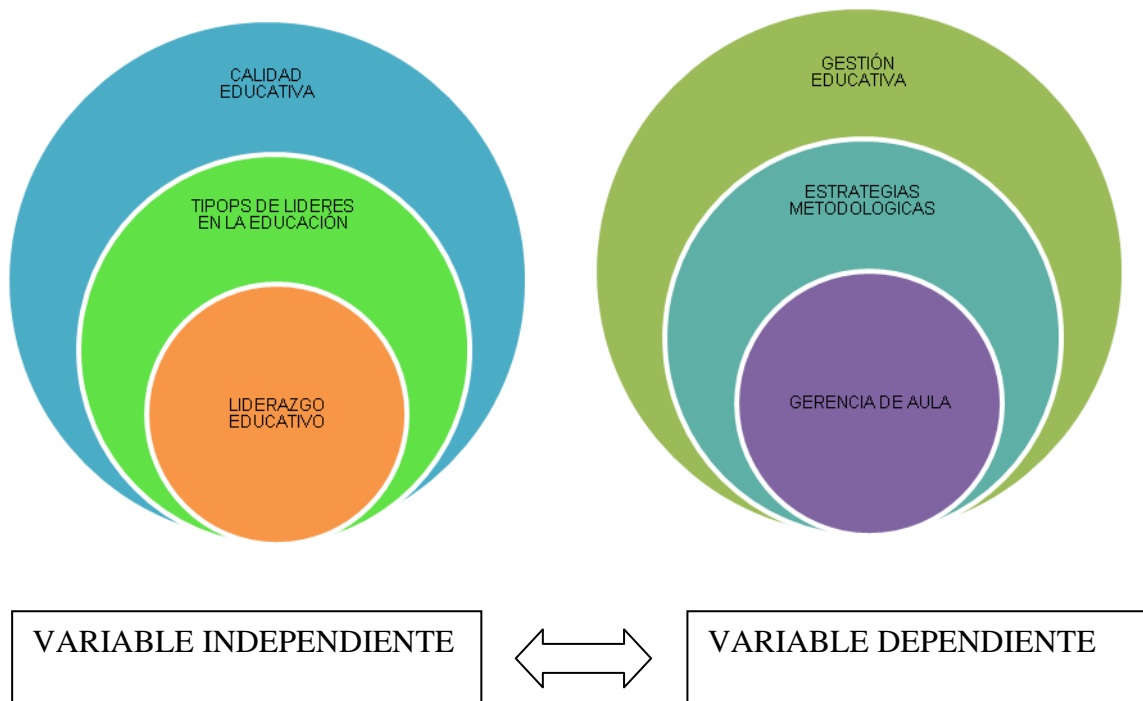 CALIDAD
EDUCATIVA
TIPOPS DE LIDERES
EN LA EDUCACIÓN
LIDERAZGO
EDUCATIVO
GESTIÓN
EDUCATIVA
ESTRATEGIAS
METODOLOGICAS
GERENCIA DE AULA
VARIABLE INDEPENDIENTE
VARIABLE DEPENDIENTE